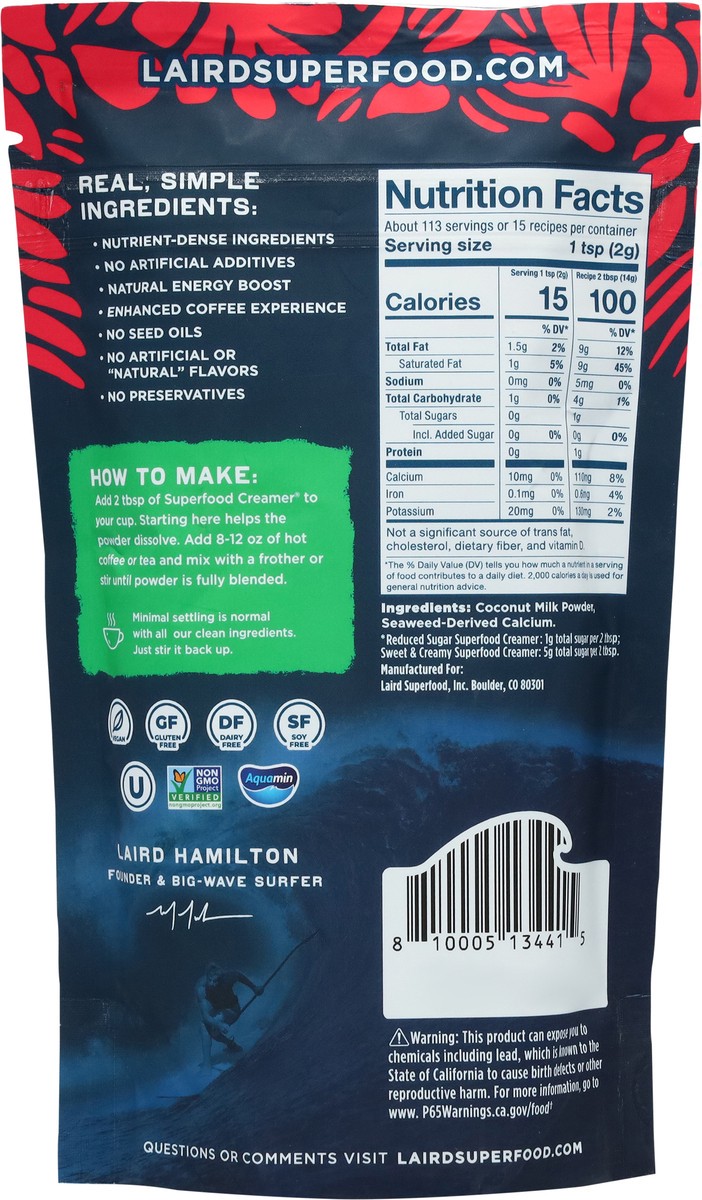 LAIRDSUPERFOOD.COM
REAL, SIMPLE
INGREDIENTS:
• NUTRIENT-DENSE INGREDIENTS
• NO ARTIFICIAL ADDITIVES
• NATURAL ENERGY BOOST
• ENHANCED COFFEE EXPERIENCE
• NO SEED OILS
• NO ARTIFICIAL OR
"NATURAL" FLAVORS
• NO PRESERVATIVES
HOW TO MAKE:
Add 2 tbsp of Superfood Creamer® to
your cup. Starting here helps the
powder dissolve. Add 8-12 oz of hot
coffee or tea and mix with a frother or
stir until powder is fully blended.
Minimal settling is normal
with all our clean ingredients.
Just stir it back up.
VEGAN
GF
GLUTEN
FREE
DF
DAIRY
FREE
SF
SOY
FREE
U
NON
GMO
Project
VERIFIED
nongmoproject.org
Aquamin
LAIRD HAMILTON
FOUNDER & BIG-WAVE SURFER
Nutrition Facts
About 113 servings or 15 recipes per container
Serving size 1 tsp (2g)
Serving 1 tsp (2g) Recipe 2 tbsp (14g)
Calories 15 100
% DV* % DV*
Total Fat 1.5g 2% 9g 12%
Saturated Fat 1g 5% 9g 45%
Sodium 0mg 0% 5mg 0%
Total Carbohydrate 1g 0% 4g 1%
Total Sugars 0g 1g
Incl. Added Sugar 0g 0% 0g 0%
Protein 0g 1g
Calcium 10mg 0% 110mg 8%
Iron 0.1mg 0% 0.6mg 4%
Potassium 20mg 0% 130mg 2%
Not a significant source of trans fat,
cholesterol, dietary fiber, and vitamin D.
*The % Daily Value (DV) tells you how much a nutrient in a serving
of food contributes to a daily diet. 2,000 calories a day is used for
general nutrition advice.
Ingredients: Coconut Milk Powder,
Seaweed-Derived Calcium.
*Reduced Sugar Superfood Creamer: 1g total sugar per 2 tbsp;
Sweet & Creamy Superfood Creamer: 5g total sugar per 2 tbsp.
Manufactured For:
Laird Superfood, Inc. Boulder, CO 80301
8 10005 13441 5
⚠Warning: This product can expose you to
chemicals including lead, which is known to the
State of California to cause birth defects or other
reproductive harm. For more information, go to
www. P65Warnings.ca.gov/food†
QUESTIONS OR COMMENTS VISIT LAIRDSUPERFOOD.COM